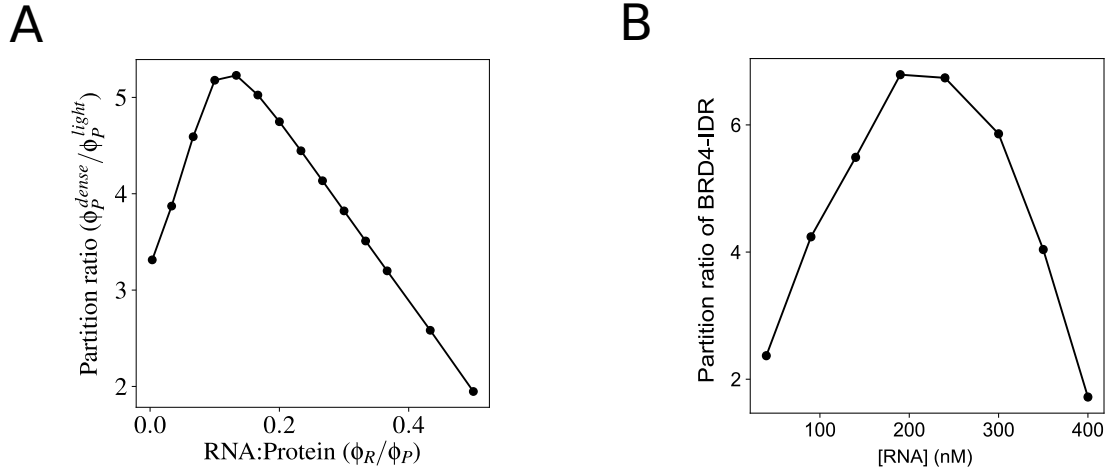 A
Partition ratio (ϕ_P^dense/ϕ_P^light)
5
4
3
2
0.0 0.2 0.4
RNA:Protein (ϕ_R/ϕ_P)
B
Partition ratio of BRD4-IDR
6
4
2
100 200 300 400
[RNA] (nM)